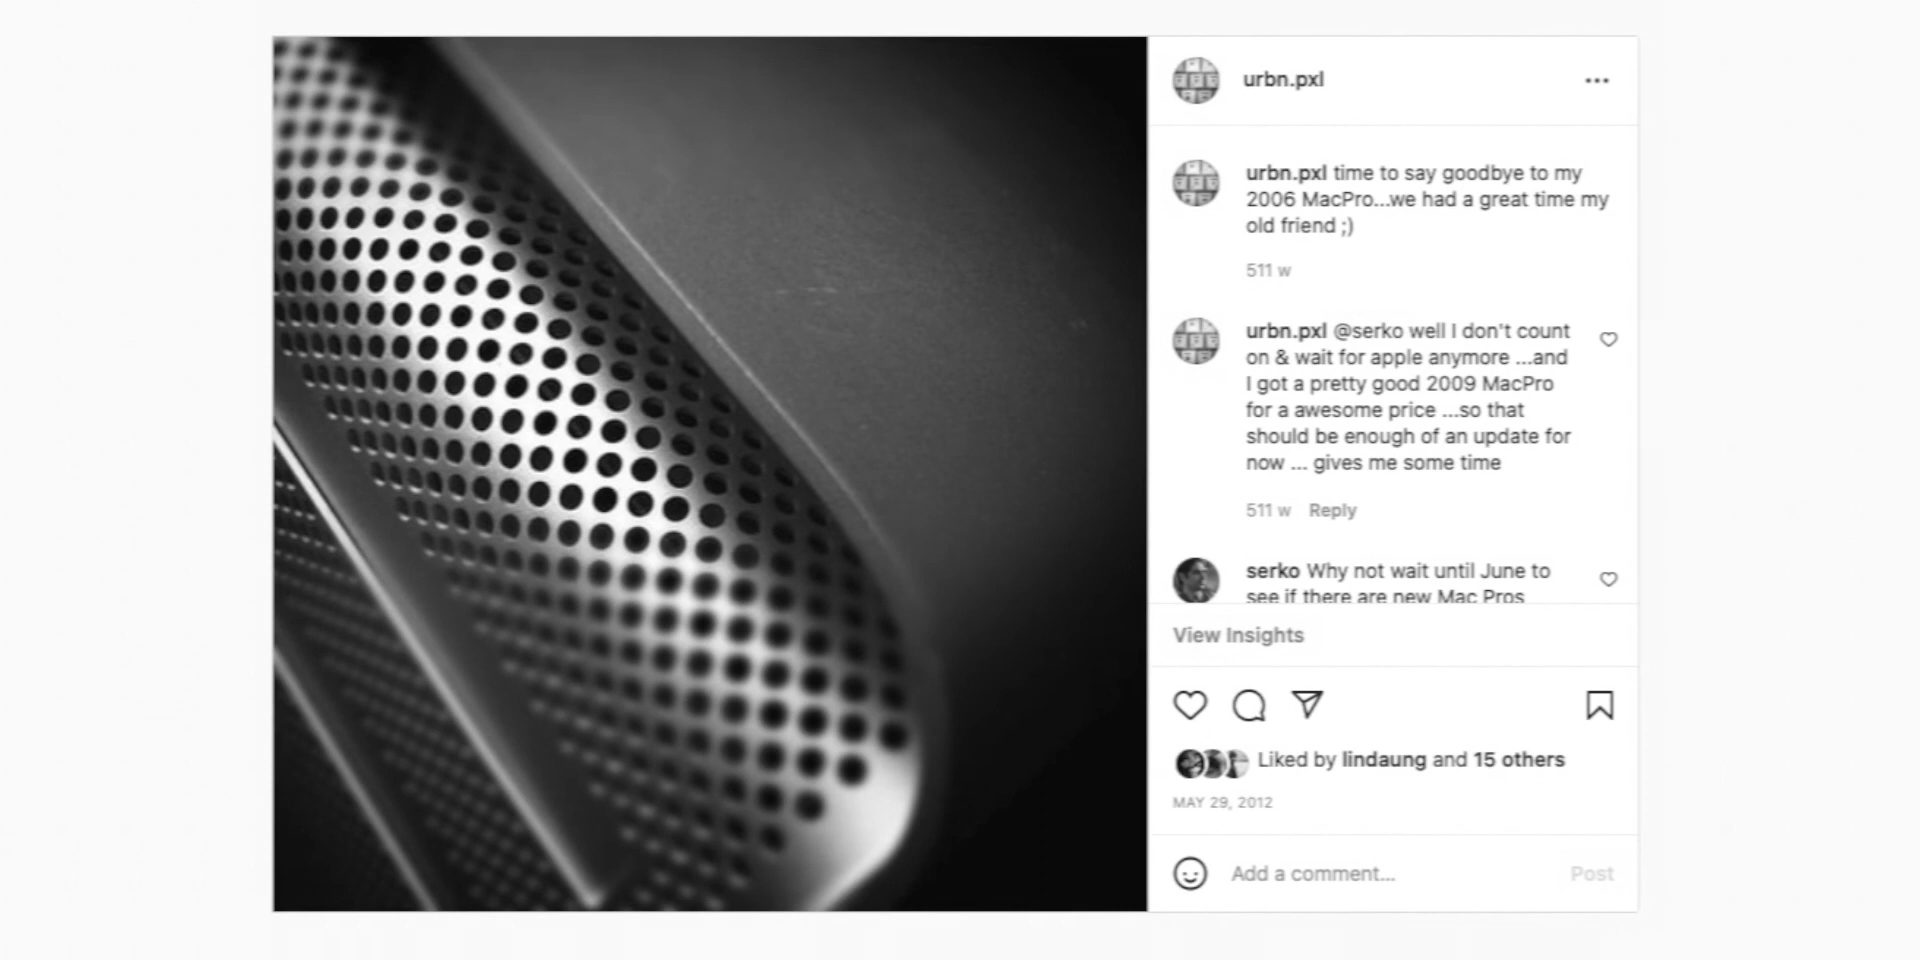 urbn.pxl
urbn.pxl time to say goodbye to my
2006 MacPro...we had a great time my
old friend ;)
511 w
urbn.pxl @serko well I don't count
on & wait for apple anymore ...and
I got a pretty good 2009 MacPro
for a awesome price ...so that
should be enough of an update for
now ... gives me some time
511 w Reply
serko Why not wait until June to
see if there are new Mac Pros
View Insights
Liked by lindaung and 15 others
MAY 29, 2012
Add a comment...
Post